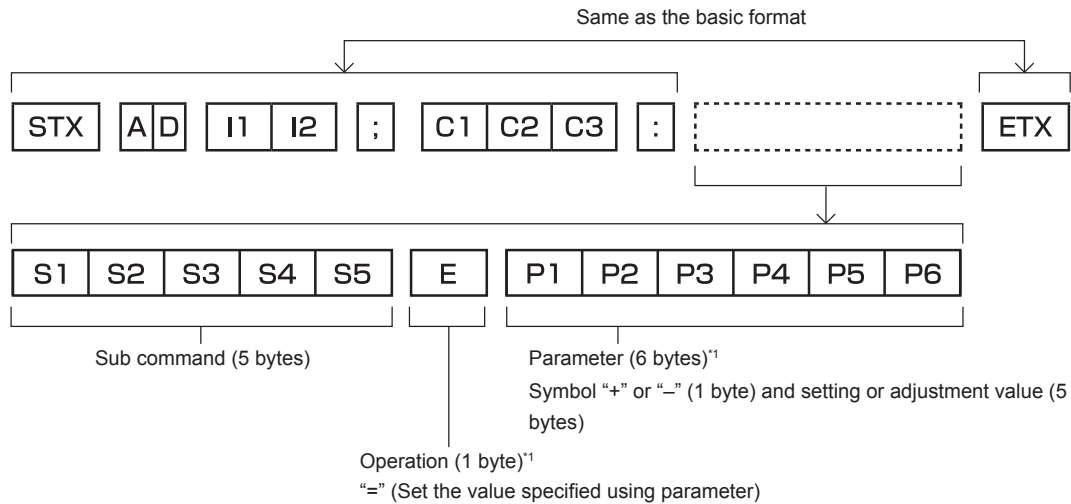 Same as the basic format
STX AD I1 I2 ; C1 C2 C3 : ETX
S1 S2 S3 S4 S5 E P1 P2 P3 P4 P5 P6
Sub command (5 bytes)
Parameter (6 bytes)*1
Symbol “+” or “–” (1 byte) and setting or adjustment value (5
bytes)
Operation (1 byte)*1
“=” (Set the value specified using parameter)